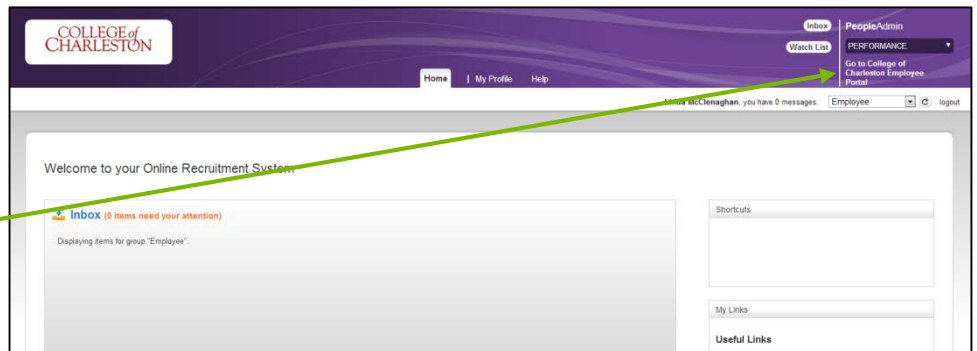 COLLEGE of
CHARLESTON
Inbox
PeopleAdmin
Watch List
PERFORMANCE
Go to College of
Charleston Employee
Portal
Home | My Profile Help
McClenaghan, you have 0 messages. Employee logout
Welcome to your Online Recruitment System
Inbox (0 items need your attention)
Displaying items for group "Employee".
Shortcuts
My Links
Useful Links